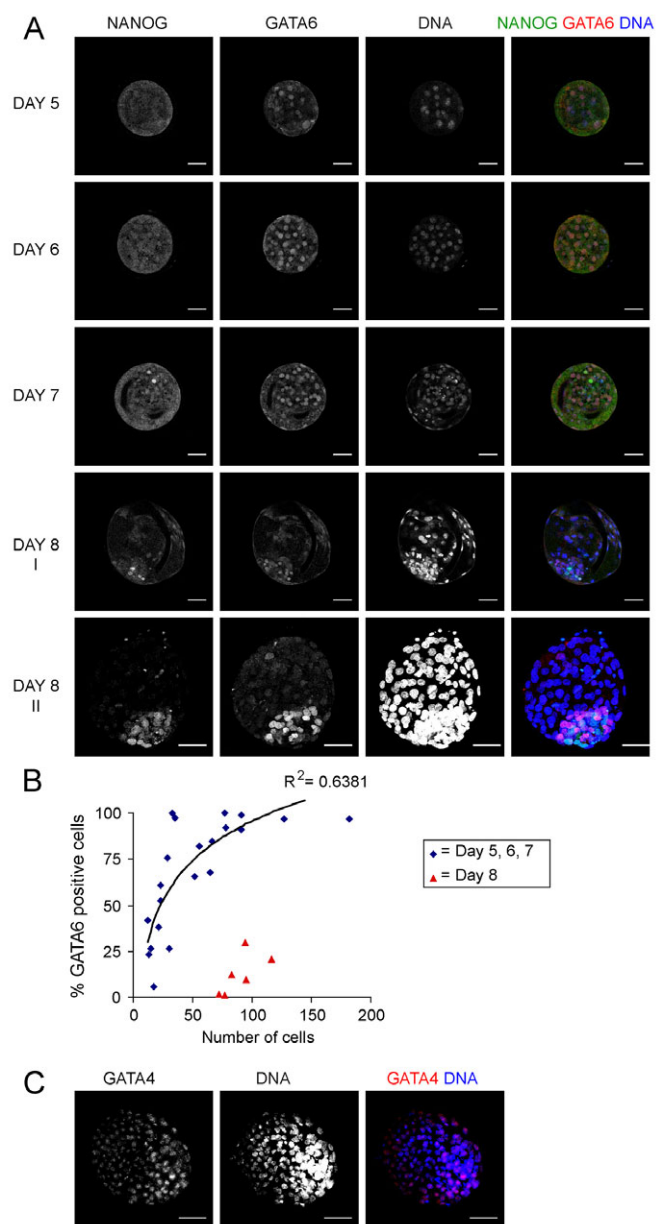 A
NANOG GATA6 DNA NANOG GATA6 DNA
DAY 5
DAY 6
DAY 7
DAY 8
I
DAY 8
II
B
R²= 0.6381
100
75
50
25
0
% GATA6 positive cells
0 50 100 150 200
Number of cells
= Day 5, 6, 7
= Day 8
C
GATA4 DNA GATA4 DNA